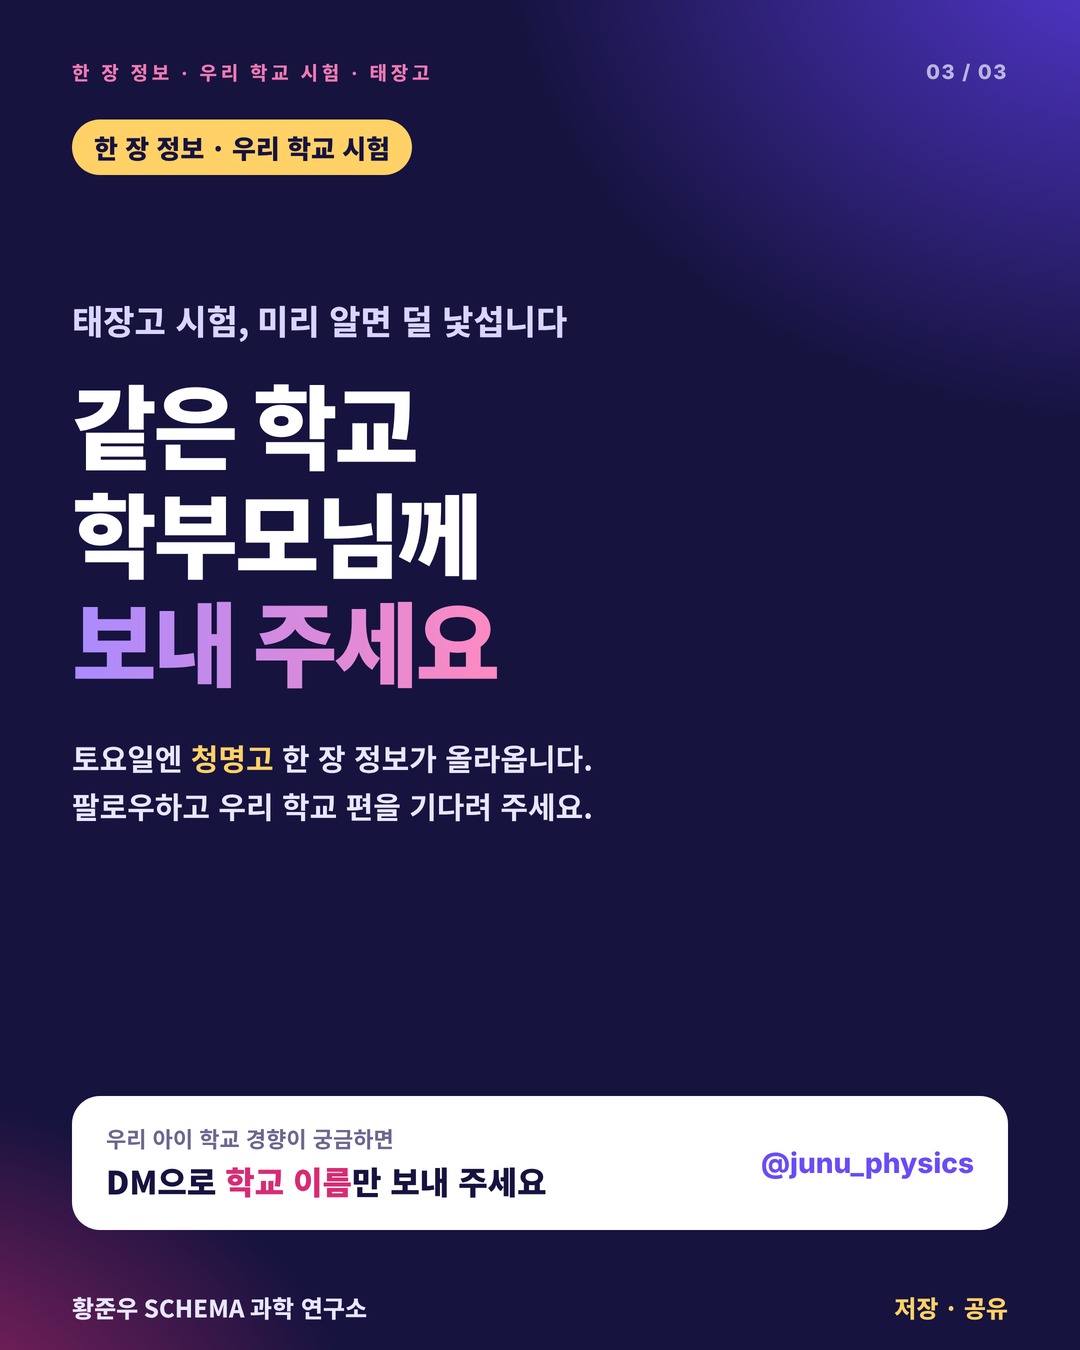 한 장 정보 · 우리 학교 시험 · 태장고
03 / 03
한 장 정보 · 우리 학교 시험
태장고 시험, 미리 알면 덜 낯섭니다
같은 학교
학부모님께
보내 주세요
토요일엔 청명고 한 장 정보가 올라옵니다.
팔로우하고 우리 학교 편을 기다려 주세요.
우리 아이 학교 경향이 궁금하면
DM으로 학교 이름만 보내 주세요
@junu_physics
황준우 SCHEMA 과학 연구소
저장 · 공유